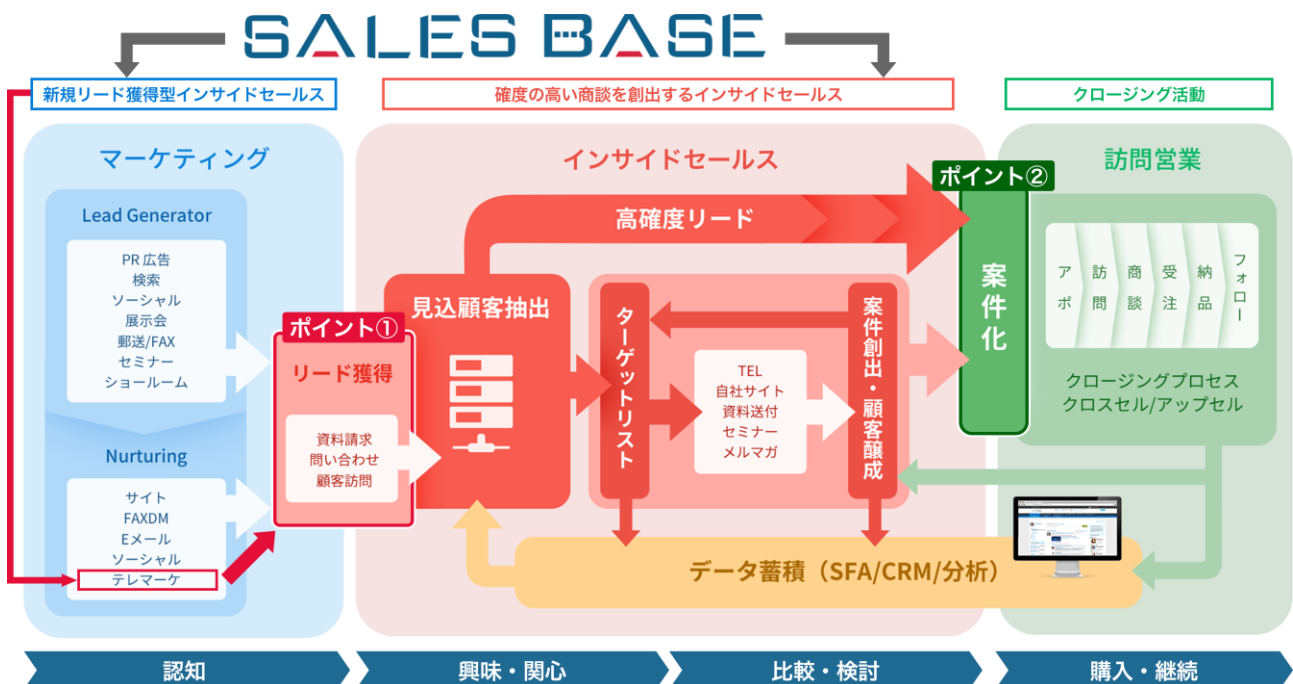 SALES BASE
新規リード獲得型インサイドセールス
確度の高い商談を創出するインサイドセールス
クロージング活動
マーケティング
Lead Generator
PR広告
検索
ソーシャル
展示会
郵送/FAX
セミナー
ショールーム
Nurturing
サイト
FAXDM
Eメール
ソーシャル
テレマーケ
ポイント①
リード獲得
資料請求
問い合わせ
顧客訪問
インサイドセールス
高確度リード
見込顧客抽出
ターゲットリスト
TEL
自社サイト
資料送付
セミナー
メルマガ
案件創出・顧客醸成
ポイント②
案件化
訪問営業
アポ
訪問
商談
受注
納品
フォロー
クロージングプロセス
クロスセル/アップセル
データ蓄積（SFA/CRM/分析）
認知
興味・関心
比較・検討
購入・継続